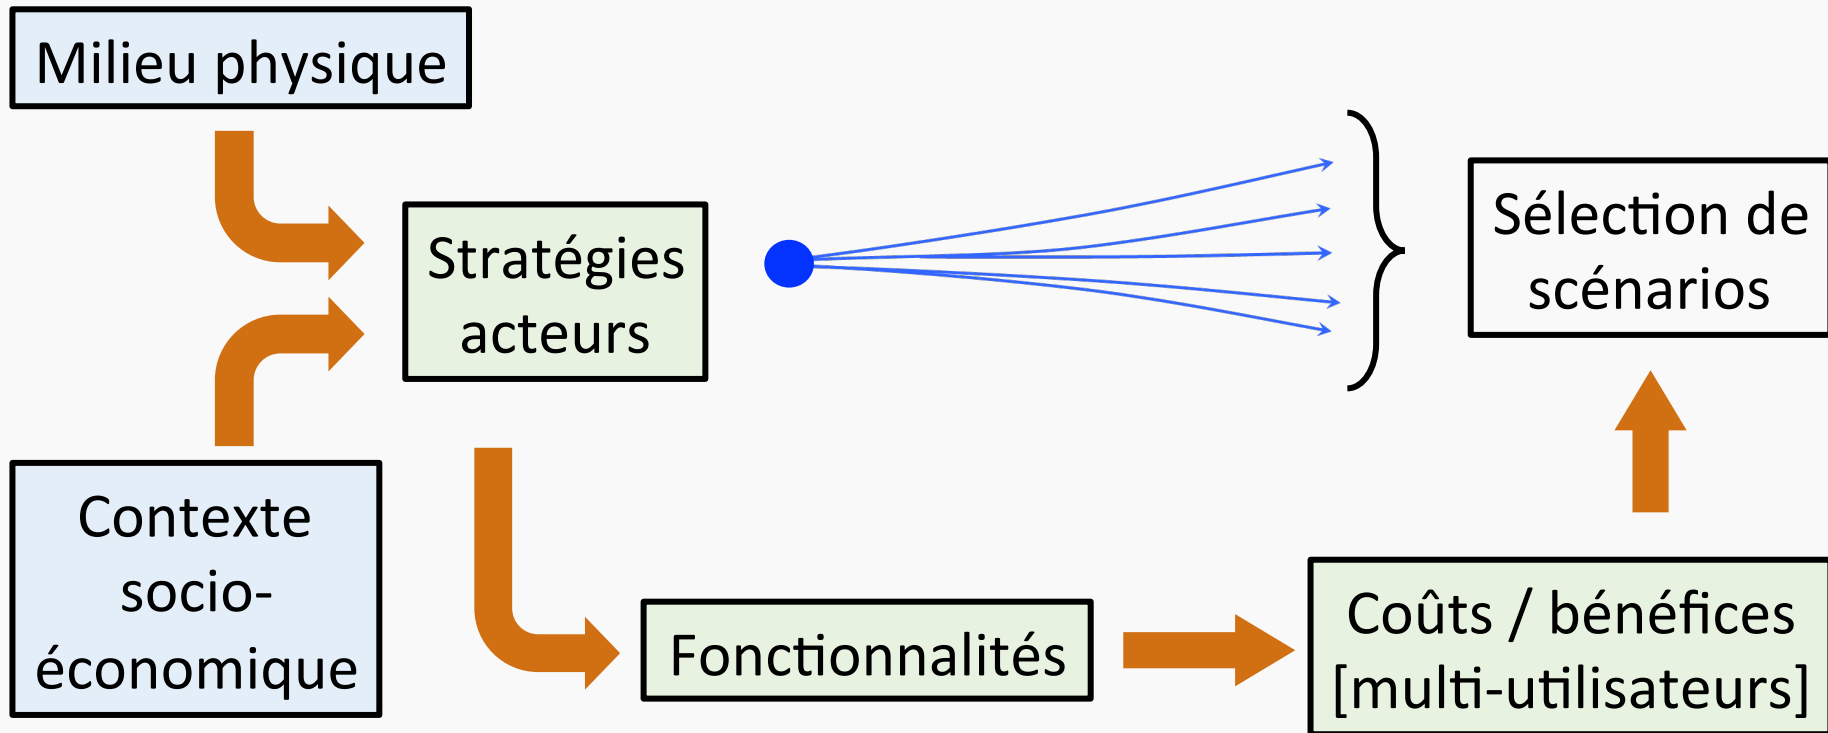 Milieu physique
Stratégies
acteurs
Sélection de
scénarios
Contexte
socio-
économique
Fonctionnalités
Coûts / bénéfices
[multi-utilisateurs]